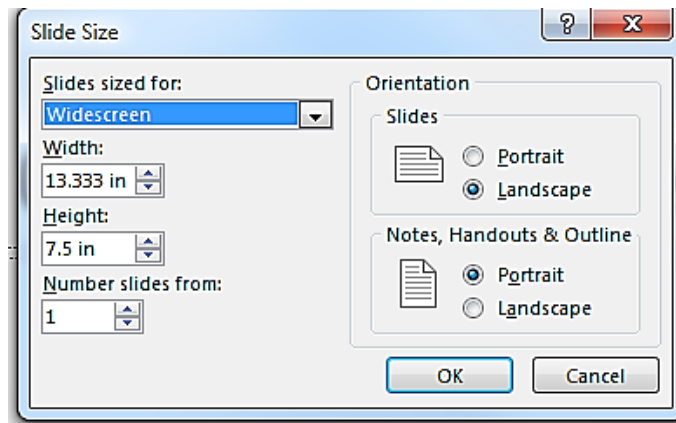 Slide Size
?
X
Slides sized for:
Widescreen
Width:
13.333 in
Height:
7.5 in
Number slides from:
1
Orientation
Slides
Portrait
Landscape
Notes, Handouts & Outline
Portrait
Landscape
OK
Cancel